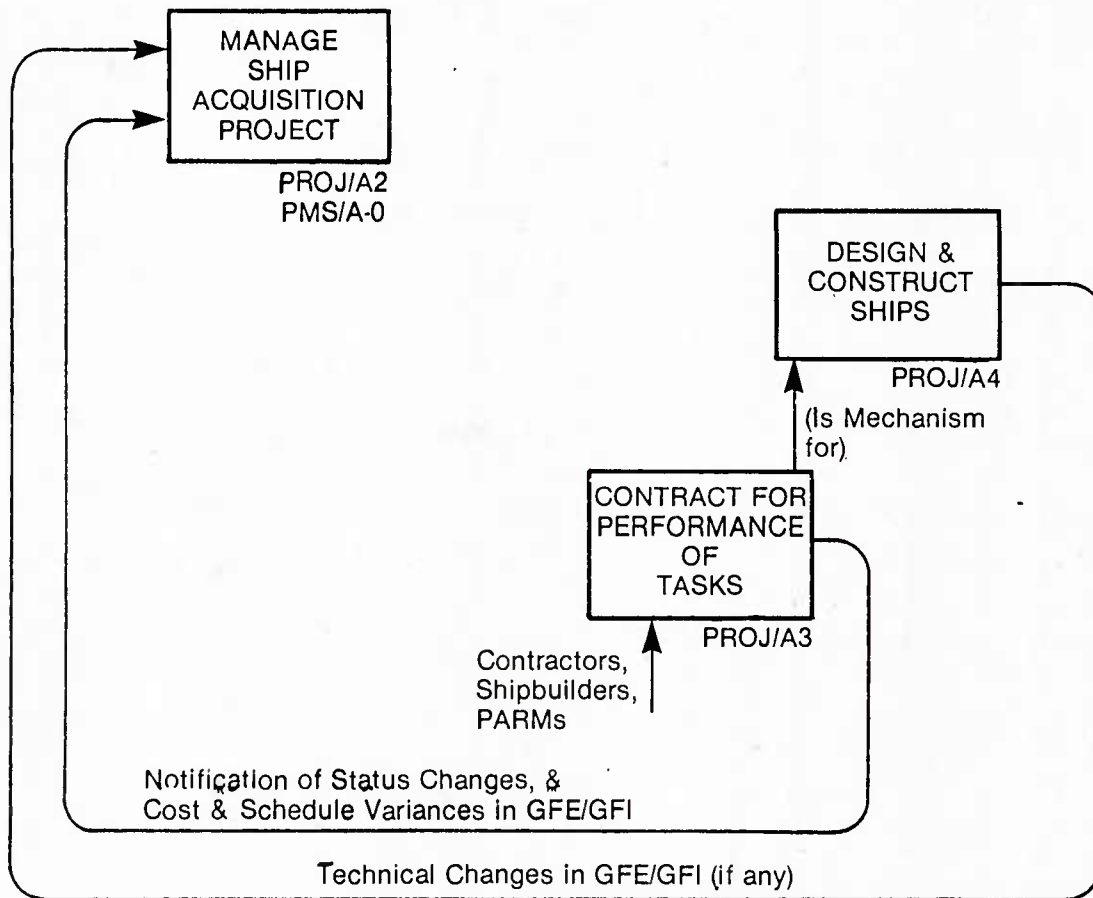 MANAGE
SHIP
ACQUISITION
PROJECT
PROJ/A2
PMS/A-0
DESIGN &
CONSTRUCT
SHIPS
PROJ/A4
(Is Mechanism
for)
CONTRACT FOR
PERFORMANCE
OF
TASKS
PROJ/A3
Contractors,
Shipbuilders,
PARMs
Notification of Status Changes, &
Cost & Schedule Variances in GFE/GFI
Technical Changes in GFE/GFI (if any)